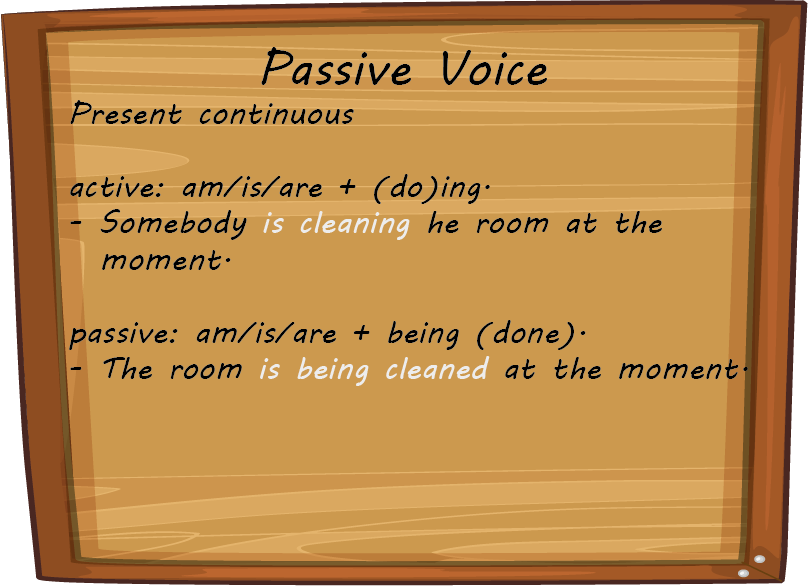 Passive Voice
Present continuous
active: am/is/are + (do)ing.
- Somebody is cleaning he room at the
moment.
passive: am/is/are + being (done).
- The room is being cleaned at the moment.